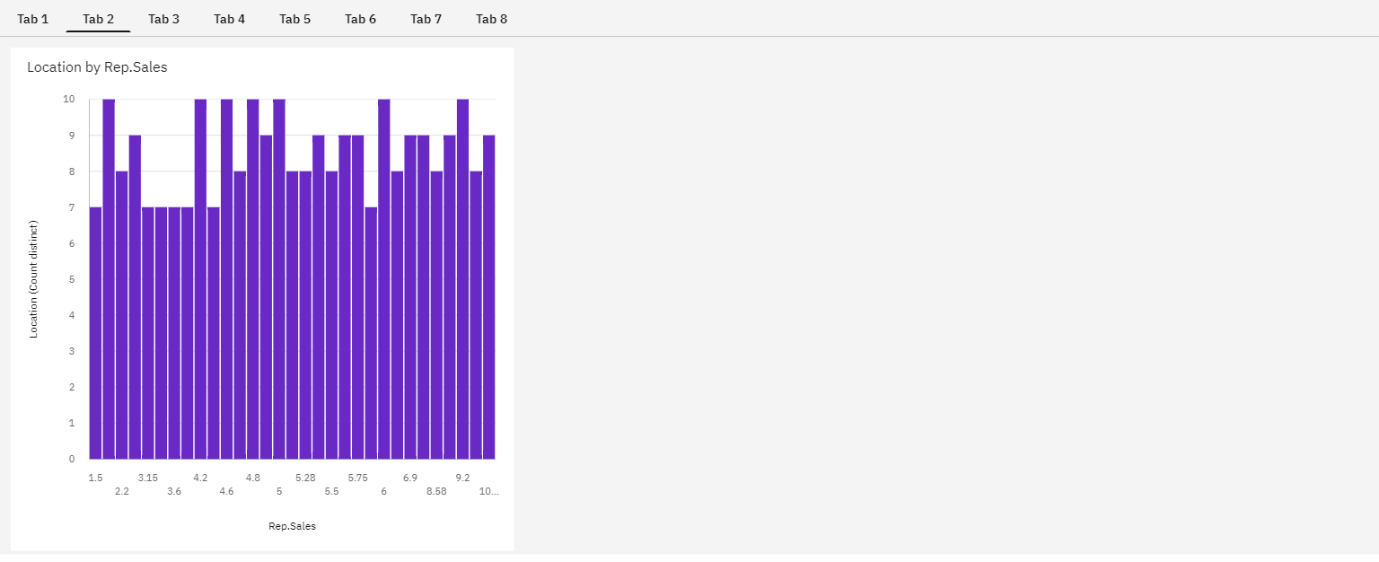 Tab 1 Tab 2 Tab 3 Tab 4 Tab 5 Tab 6 Tab 7 Tab 8
Location by Rep.Sales
10
9
8
7
6
5
4
3
2
1
0
Location (Count distinct)
1.5 3.15 4.2 4.8 5.28 5.75 6.9 9.2
2.2 3.6 4.6 5 5.5 6 8.58 10...
Rep.Sales